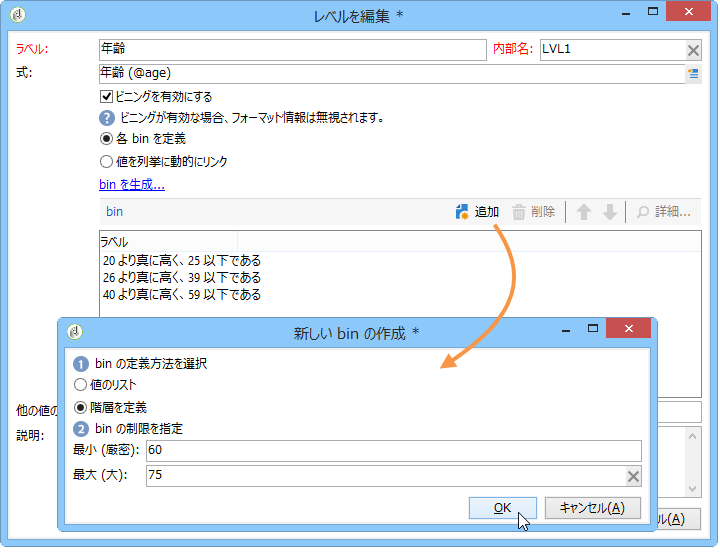 レベルを編集 *
ラベル: 年齢 内部名: LVL1
式: 年齢 (@age)
ビニングを有効にする
? ビニングが有効な場合、フォーマット情報は無視されます。
各 bin を定義
値を列挙に動的にリンク
bin を生成...
bin 追加 削除 詳細...
ラベル
20 より真に高く、25 以下である
26 より真に高く、39 以下である
40 より真に高く、59 以下である
新しい bin の作成 *
1 bin の定義方法を選択
値のリスト
階層を定義
他の値の
2 bin の制限を指定
説明:
最小 (厳密): 60
最大 (大): 75
OK キャンセル(A)
ル(A)